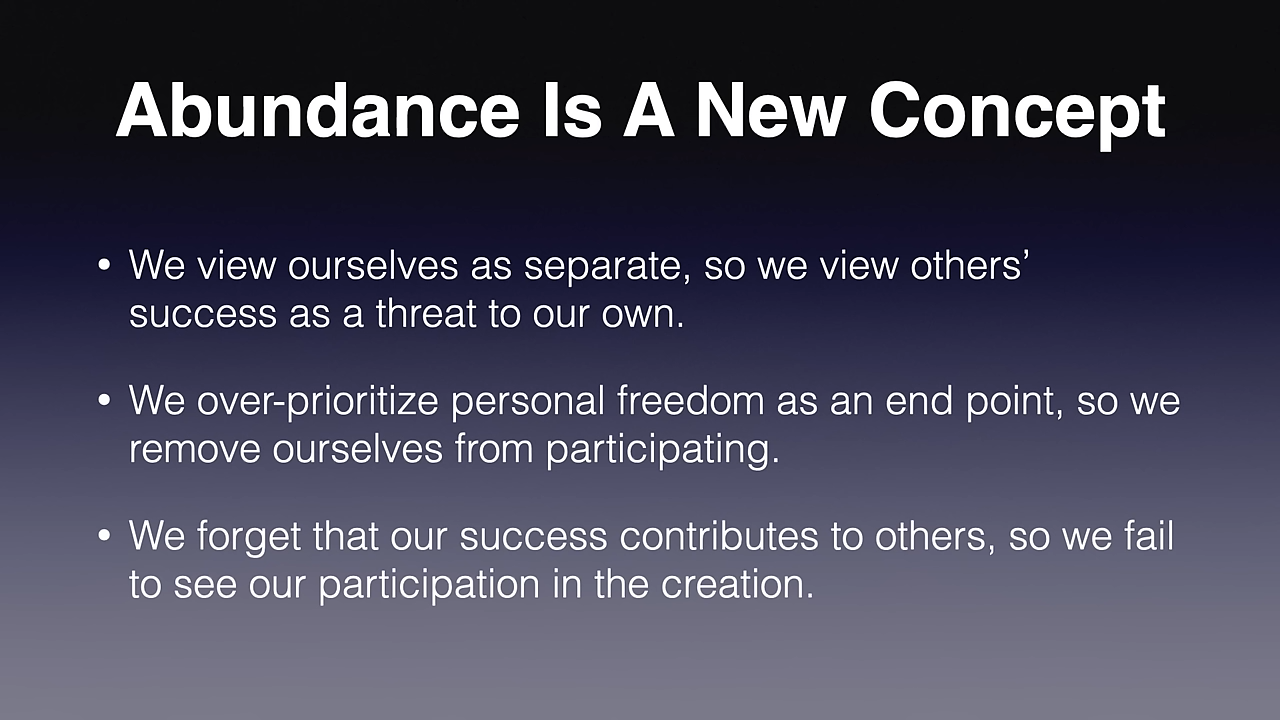 Abundance Is A New Concept
• We view ourselves as separate, so we view others’
success as a threat to our own.
• We over-prioritize personal freedom as an end point, so we
remove ourselves from participating.
• We forget that our success contributes to others, so we fail
to see our participation in the creation.